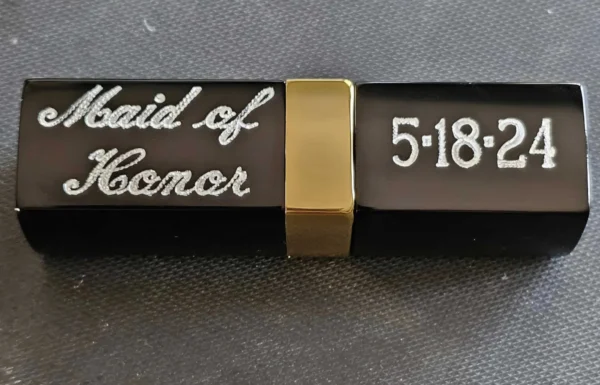 Maid of
Honor
5-18-24